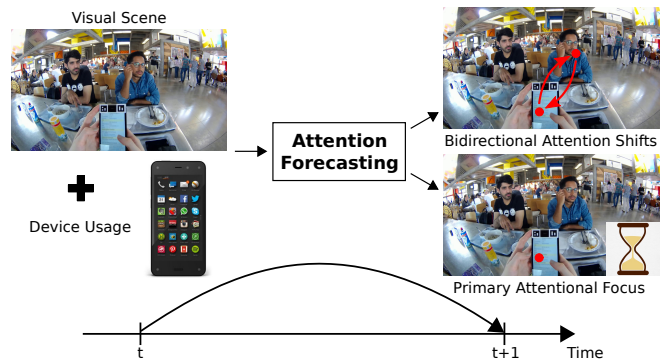 Visual Scene
Device Usage
Attention
Forecasting
Bidirectional Attention Shifts
Primary Attentional Focus
t
t+1
Time